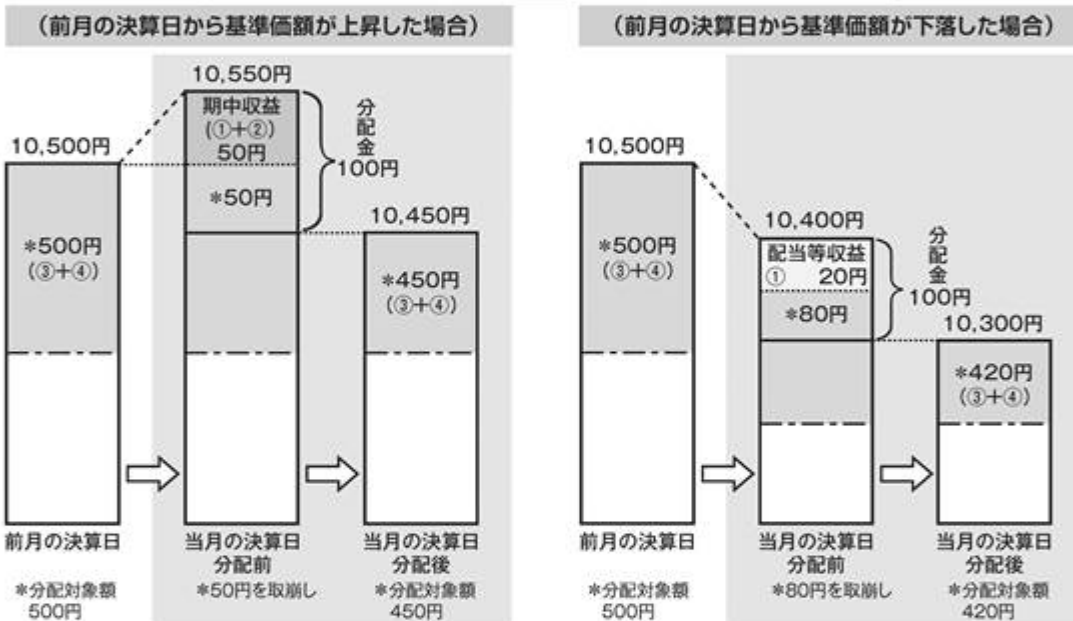 (前月の決算日から基準価額が上昇した場合)
10,500円
*500円
(③+④)
前月の決算日
*分配対象額
500円
10,550円
期中収益
(①+②)
50円
*50円
分配金
100円
当月の決算日
分配前
*50円を取崩し
10,450円
*450円
(③+④)
当月の決算日
分配後
*分配対象額
450円
(前月の決算日から基準価額が下落した場合)
10,500円
*500円
(③+④)
前月の決算日
*分配対象額
500円
10,400円
配当等収益
① 20円
*80円
分配金
100円
当月の決算日
分配前
*80円を取崩し
10,300円
*420円
(③+④)
当月の決算日
分配後
*分配対象額
420円